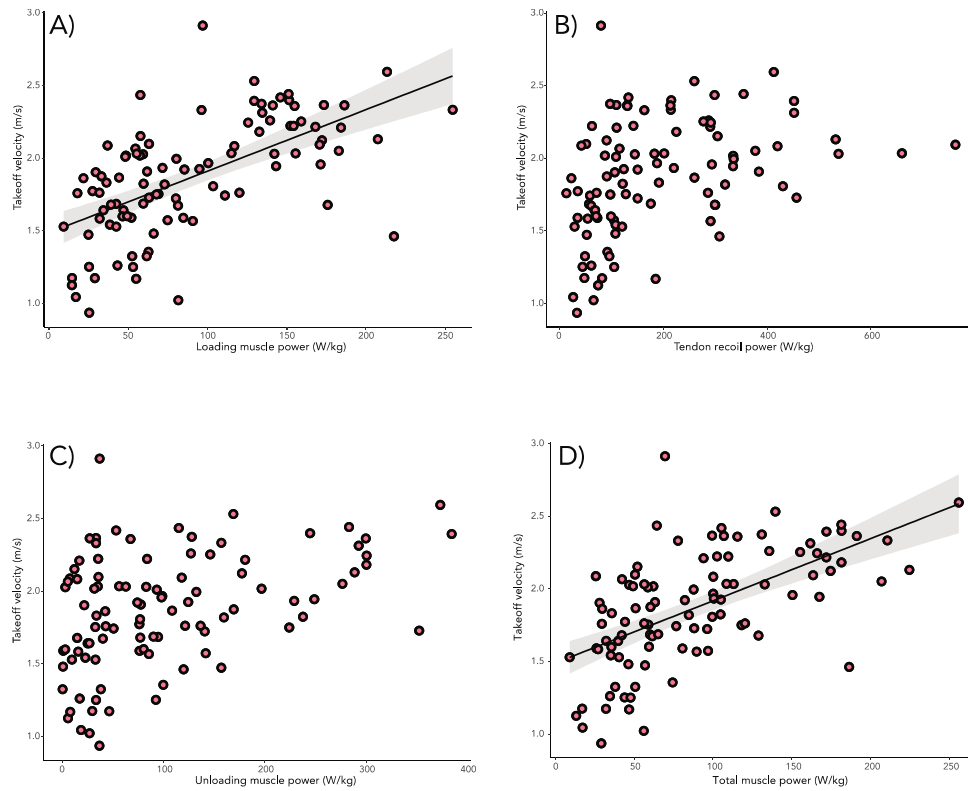 A)
3.0
2.5
2.0
1.5
1.0
Takeoff velocity (m/s)
0 50 100 150 200 250
Loading muscle power (W/kg)
B)
3.0
2.5
2.0
1.5
1.0
Takeoff velocity (m/s)
0 200 400 600
Tendon recoil power (W/kg)
C)
3.0
2.5
2.0
1.5
1.0
Takeoff velocity (m/s)
0 100 200 300 400
Unloading muscle power (W/kg)
D)
3.0
2.5
2.0
1.5
1.0
Takeoff velocity (m/s)
0 50 100 150 200 250
Total muscle power (W/kg)